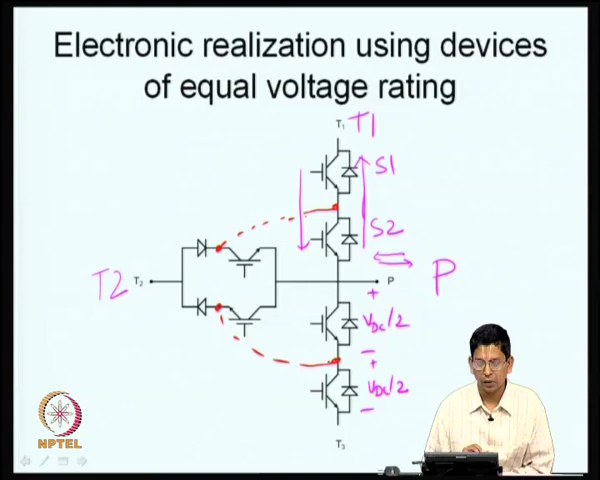 Electronic realization using devices
of equal voltage rating
T1 T1
S1
S2
T2 T2
P P
+
VDC/2
-
+
VDC/2
-
T3
NPTEL